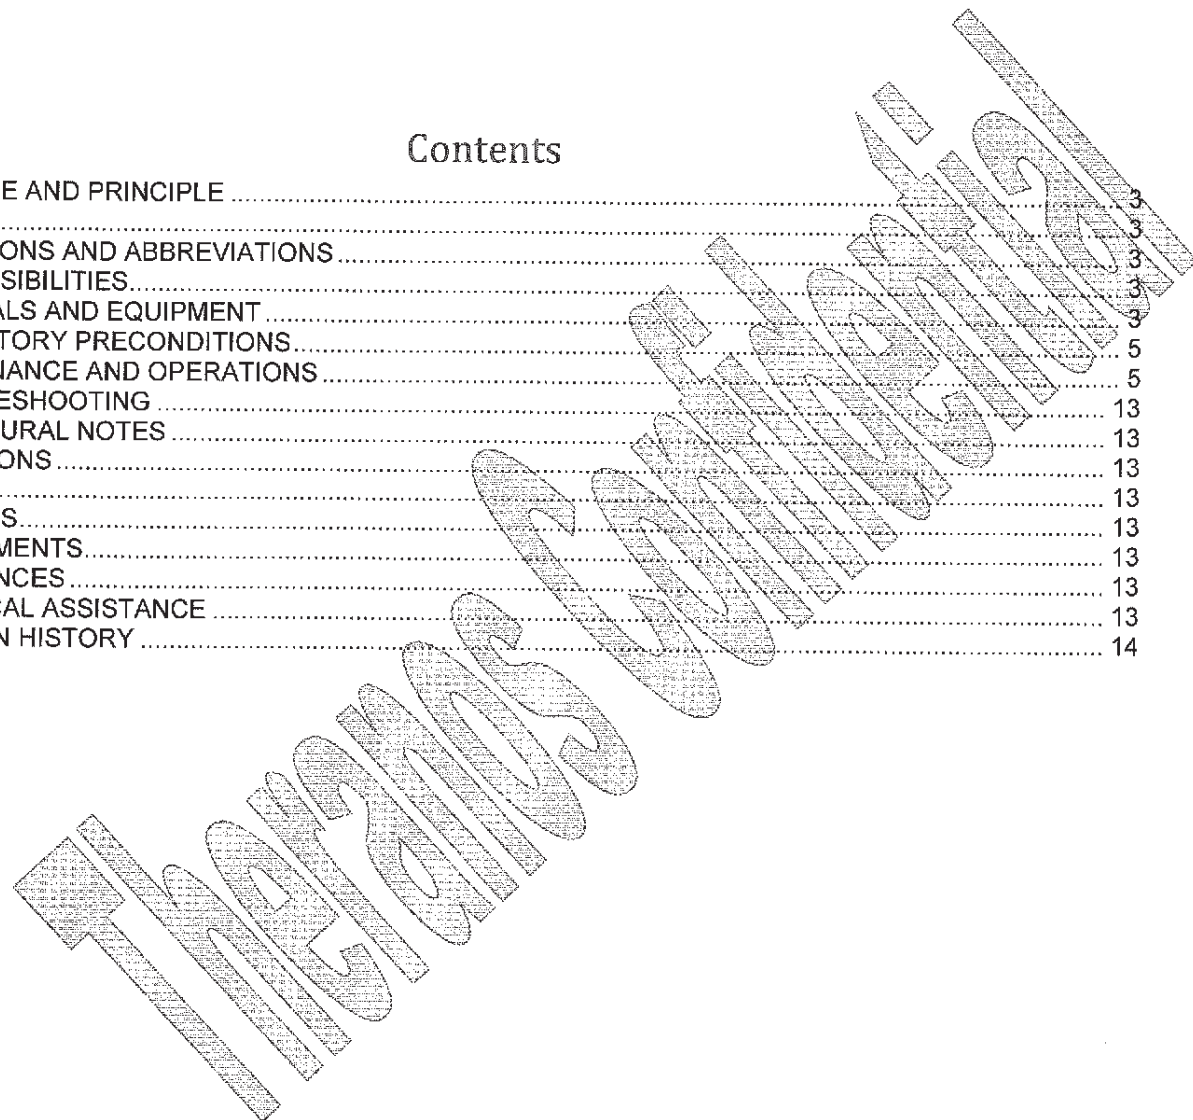 Contents
E AND PRINCIPLE ........ 3
........ 3
ONS AND ABBREVIATIONS ........ 3
SIBILITIES ........ 3
ALS AND EQUIPMENT ........ 3
TORY PRECONDITIONS ........ 5
NANCE AND OPERATIONS ........ 5
ESHOOTING ........ 13
URAL NOTES ........ 13
ONS ........ 13
........ 13
S ........ 13
MENTS ........ 13
NCES ........ 13
CAL ASSISTANCE ........ 13
N HISTORY ........ 14
Theranos Confidential